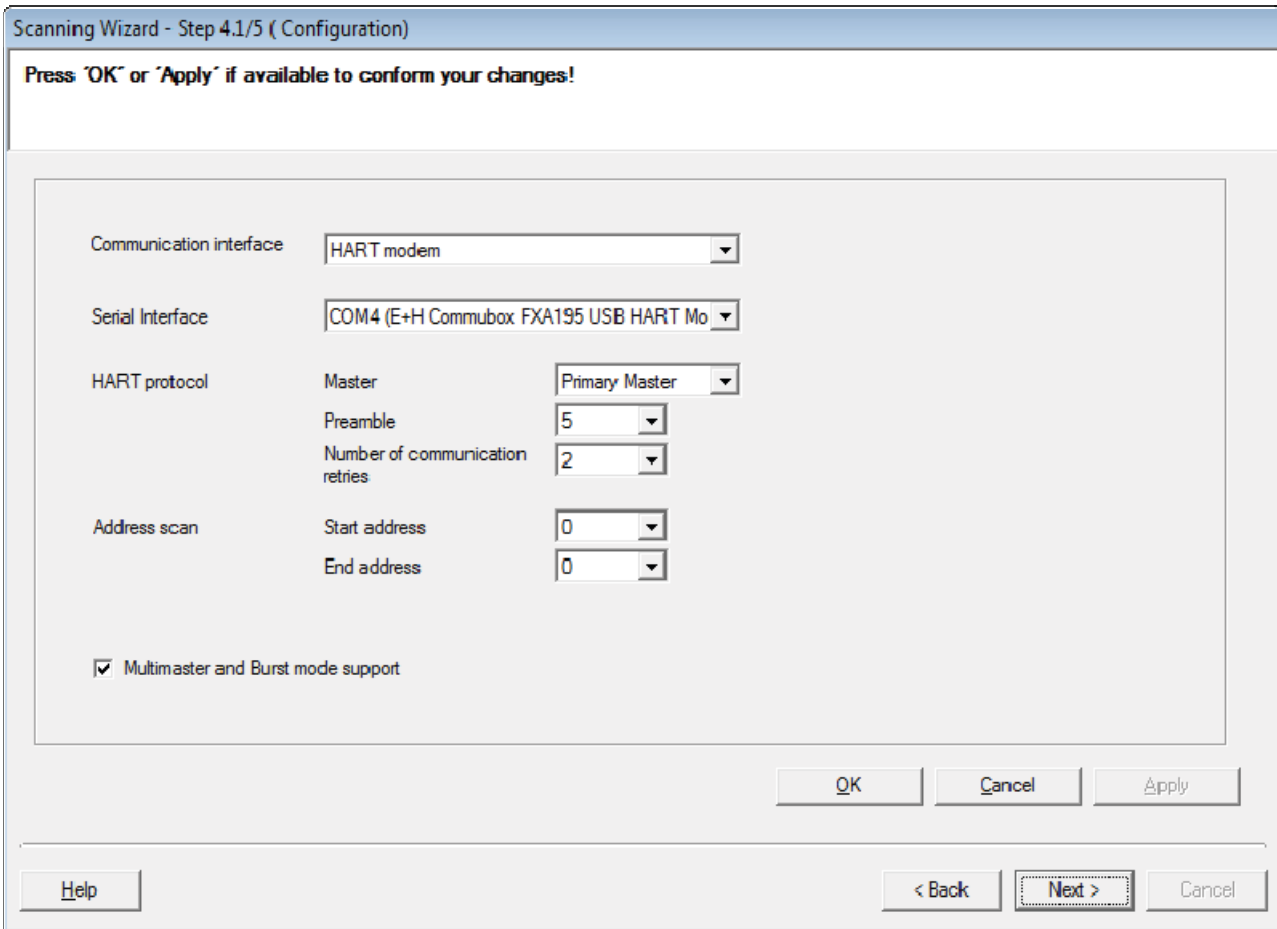 Scanning Wizard - Step 4.1/5 ( Configuration)
Press ´OK´ or ´Apply´ if available to conform your changes!
Communication interface HART modem
Serial Interface COM4 (E+H Commubox FXA195 USB HART Mo
HART protocol Master Primary Master
Preamble 5
Number of communication retries 2
Address scan Start address 0
End address 0
Multimaster and Burst mode support
OK Cancel Apply
Help < Back Next > Cancel